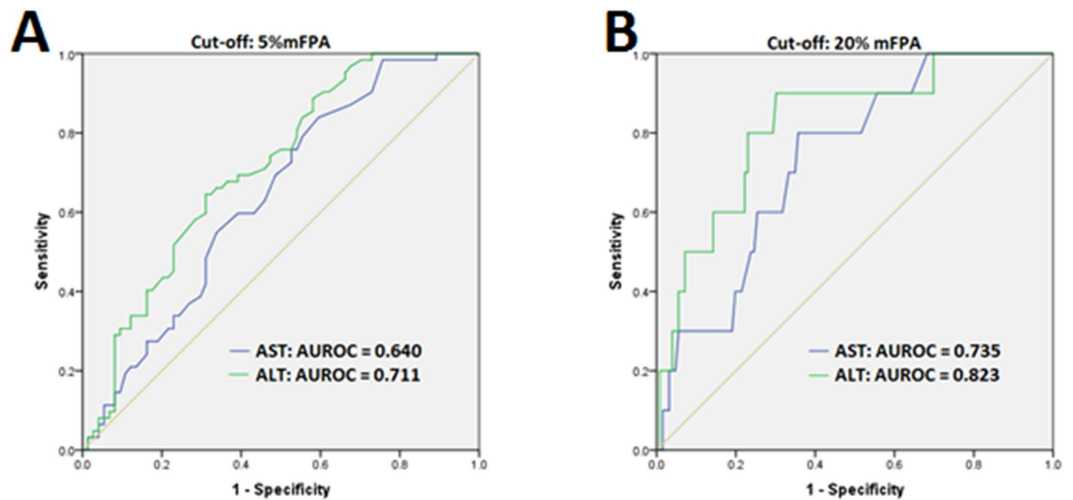 A
Cut-off: 5%mFPA
1.0
0.8
0.6
0.4
0.2
0.0
Sensitivity
AST: AUROC = 0.640
ALT: AUROC = 0.711
0.0 0.2 0.4 0.6 0.8 1.0
1 - Specificity
B
Cut-off: 20% mFPA
1.0
0.8
0.6
0.4
0.2
0.0
Sensitivity
AST: AUROC = 0.735
ALT: AUROC = 0.823
0.0 0.2 0.4 0.6 0.8 1.0
1 - Specificity